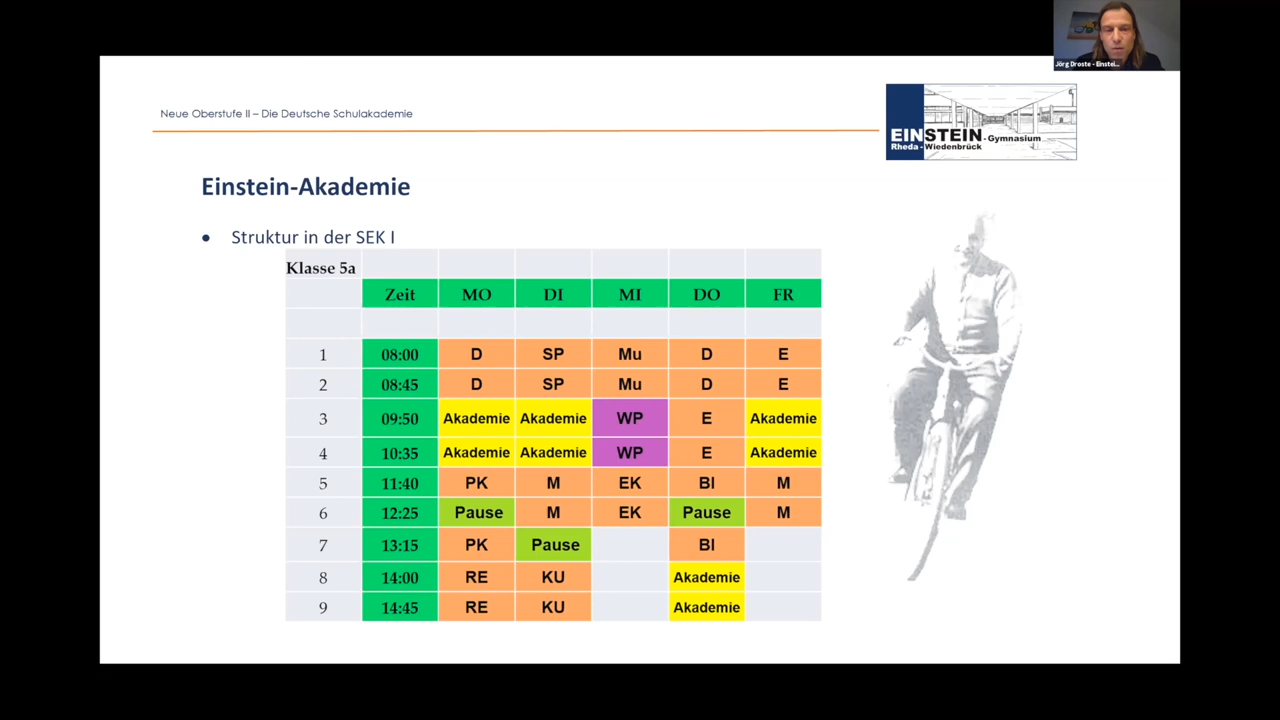 Jörg Droste - Einstei...
Neue Oberstufe II – Die Deutsche Schulakademie
EINSTEIN-Gymnasium
Rheda-Wiedenbrück
Einstein-Akademie
• Struktur in der SEK I
Klasse 5a
Zeit MO DI MI DO FR
1 08:00 D SP Mu D E
2 08:45 D SP Mu D E
3 09:50 Akademie Akademie WP E Akademie
4 10:35 Akademie Akademie WP E Akademie
5 11:40 PK M EK BI M
6 12:25 Pause M EK Pause M
7 13:15 PK Pause BI
8 14:00 RE KU Akademie
9 14:45 RE KU Akademie